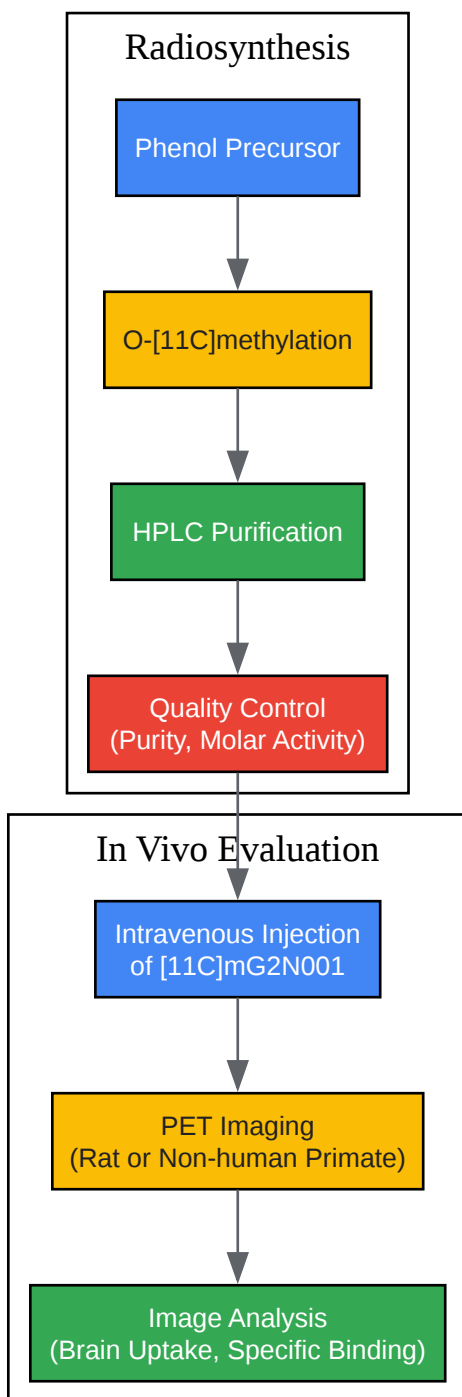 Radiosynthesis
Phenol Precursor
O-[11C]methylation
HPLC Purification
Quality Control
(Purity, Molar Activity)
In Vivo Evaluation
Intravenous Injection
of [11C]mG2N001
PET Imaging
(Rat or Non-human Primate)
Image Analysis
(Brain Uptake, Specific Binding)